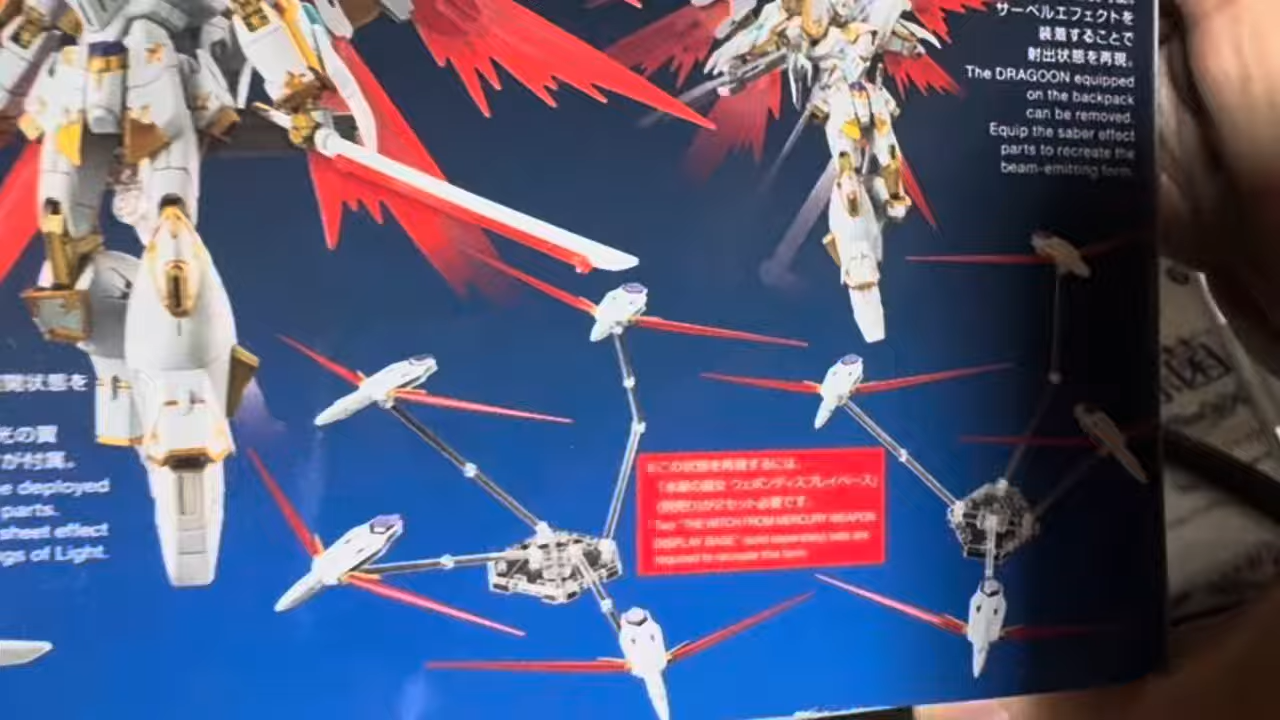 サーベルエフェクトを
装着することで
射出状態を再現。
The DRAGOON equipped
on the backpack
can be removed.
Equip the saber effect
parts to recreate the
beam-emitting form.
開状態を
光の翼
が付属。
e deployed
parts.
sheet effect
gs of Light.
※この状態を再現するには、
「水星の魔女 ウェポンディスプレイベース」
(別売り)が2セット必要です。
Two "THE WITCH FROM MERCURY WEAPON
DISPLAY BASE" (sold separately) sets are
required to recreate this form.